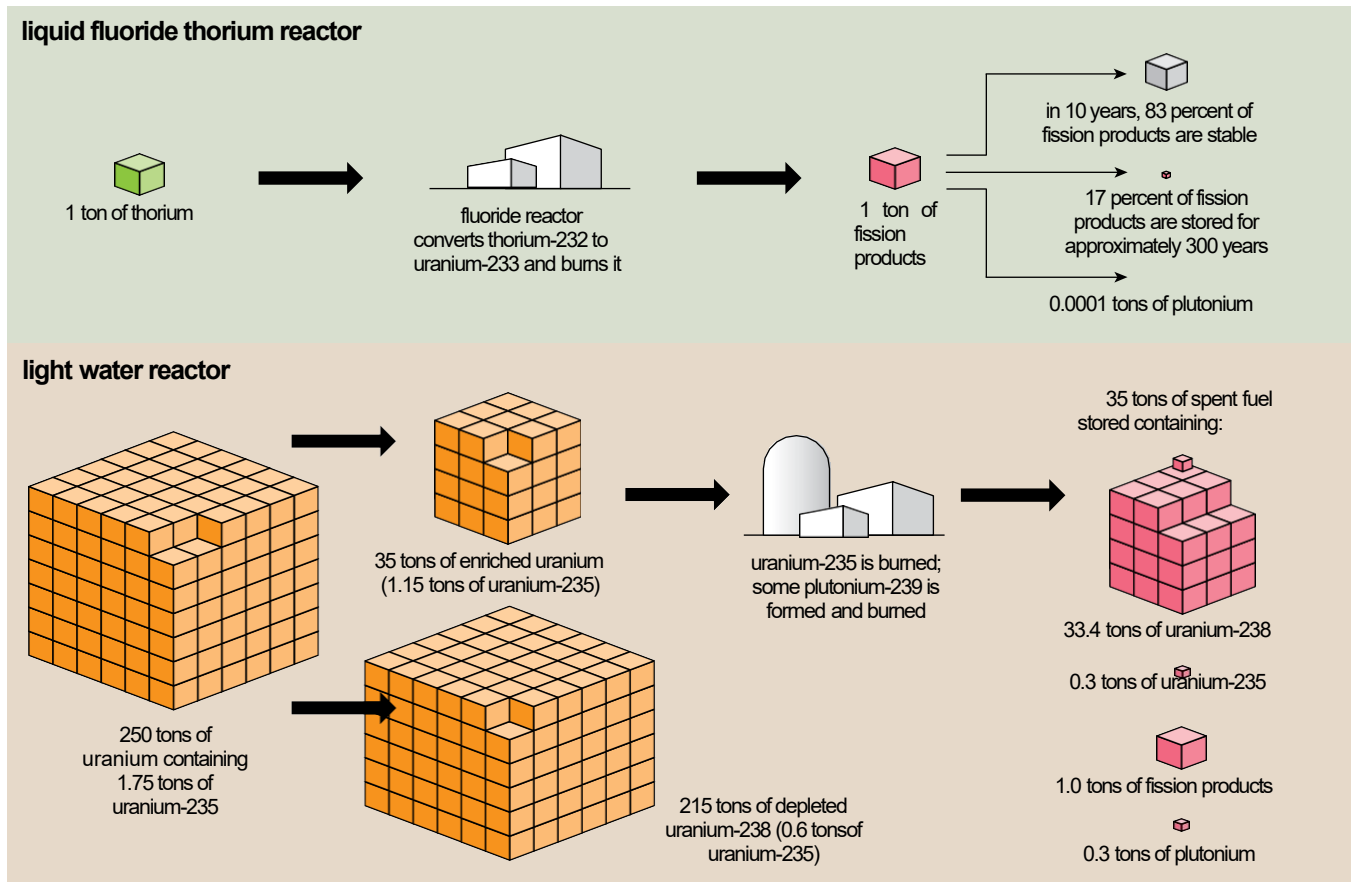 liquid fluoride thorium reactor
1 ton of thorium
fluoride reactor
converts thorium-232 to
uranium-233 and burns it
1 ton of
fission
products
in 10 years, 83 percent of
fission products are stable
17 percent of fission
products are stored for
approximately 300 years
0.0001 tons of plutonium
light water reactor
250 tons of
uranium containing
1.75 tons of
uranium-235
35 tons of enriched uranium
(1.15 tons of uranium-235)
215 tons of depleted
uranium-238 (0.6 tonsof
uranium-235)
uranium-235 is burned;
some plutonium-239 is
formed and burned
35 tons of spent fuel
stored containing:
33.4 tons of uranium-238
0.3 tons of uranium-235
1.0 tons of fission products
0.3 tons of plutonium